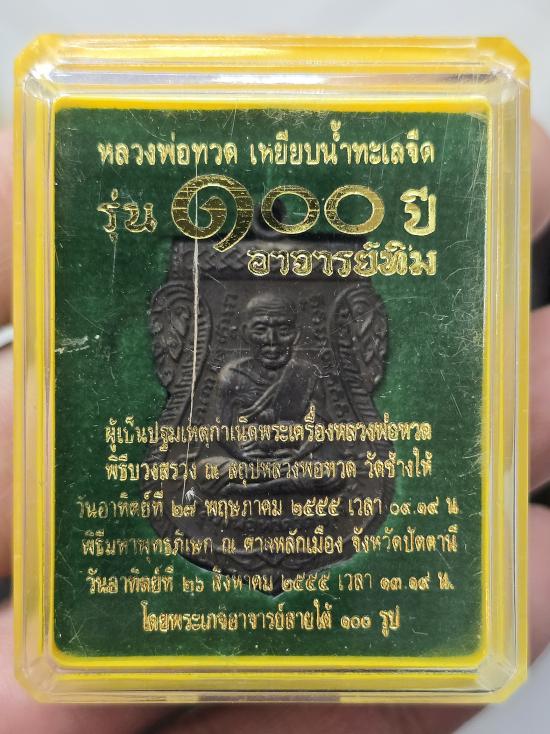 หลวงพ่อทวด เหยียบน้ำทะเลจืด
รุ่น ๑๐๐ ปี
อาจารย์ทิม
ผู้เป็นปฐมเหตุกำเนิดพระเครื่องหลวงพ่อทวด
พิธีบวงสรวง ณ สถูปหลวงพ่อทวด วัดช้างให้
วันอาทิตย์ที่ ๒๗ พฤษภาคม ๒๕๕๕ เวลา ๐๙.๑๙ น.
พิธีมหาพุทธภิเษก ณ ศาลหลักเมือง จังหวัดปัตตานี
วันอาทิตย์ที่ ๒๖ สิงหาคม ๒๕๕๕ เวลา ๑๓.๑๙ น.
โดยพระเกจิอาจารย์สายใต้ ๑๐๐ รูป